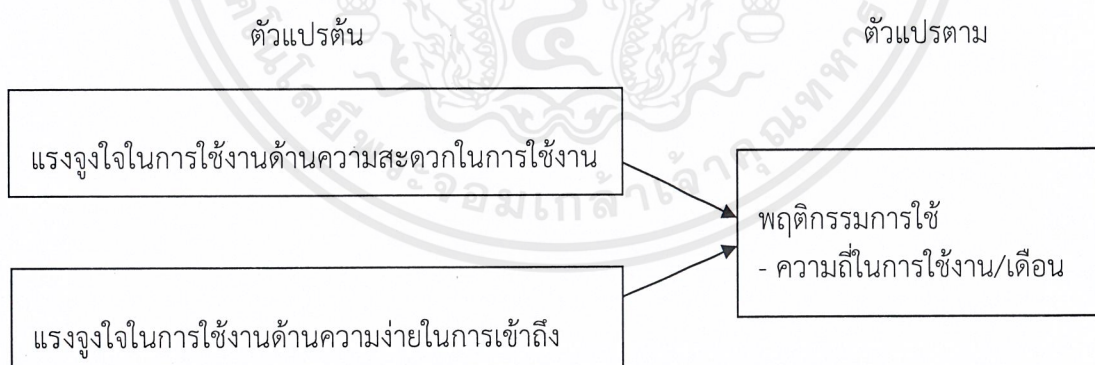 ตัวแปรต้น
ตัวแปรตาม
แรงจูงใจในการใช้งานด้านความสะดวกในการใช้งาน
พฤติกรรมการใช้
- ความถี่ในการใช้งาน/เดือน
แรงจูงใจในการใช้งานด้านความง่ายในการเข้าถึง